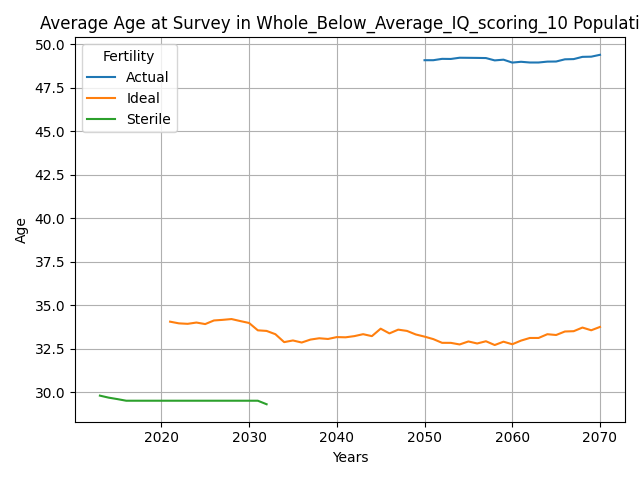 Average Age at Survey in Whole_Below_Average_IQ_scoring_10 Populati
Fertility
Actual
Ideal
Sterile
50.0
47.5
45.0
42.5
40.0
37.5
35.0
32.5
30.0
Age
2020 2030 2040 2050 2060 2070
Years